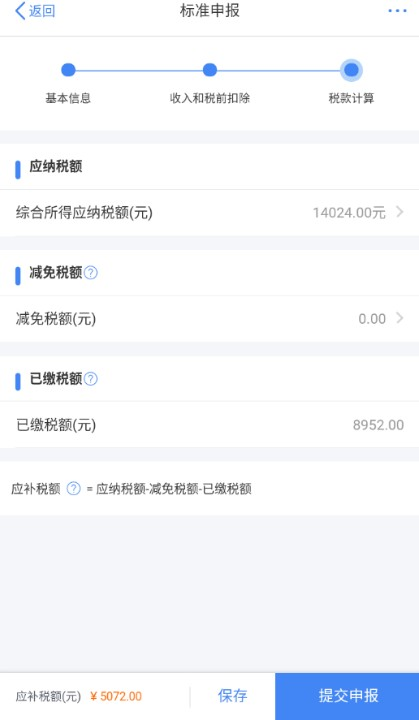 返回
标准申报
基本信息
收入和税前扣除
税款计算
应纳税额
综合所得应纳税额(元)
14024.00元
减免税额?
减免税额(元)
0.00
已缴税额?
已缴税额(元)
8952.00
应补税额 ? = 应纳税额-减免税额-已缴税额
应补税额(元) ¥5072.00
保存
提交申报